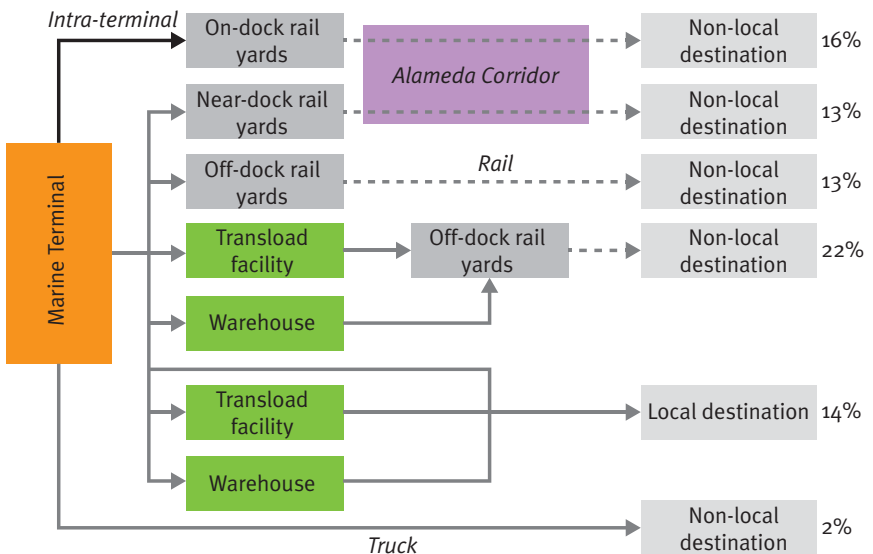 Intra-terminal
On-dock rail
yards
Alameda Corridor
Non-local
destination
16%
Near-dock rail
yards
Non-local
destination
13%
Marine Terminal
Off-dock rail
yards
Rail
Non-local
destination
13%
Transload
facility
Off-dock rail
yards
Non-local
destination
22%
Warehouse
Transload
facility
Local destination
14%
Warehouse
Truck
Non-local
destination
2%